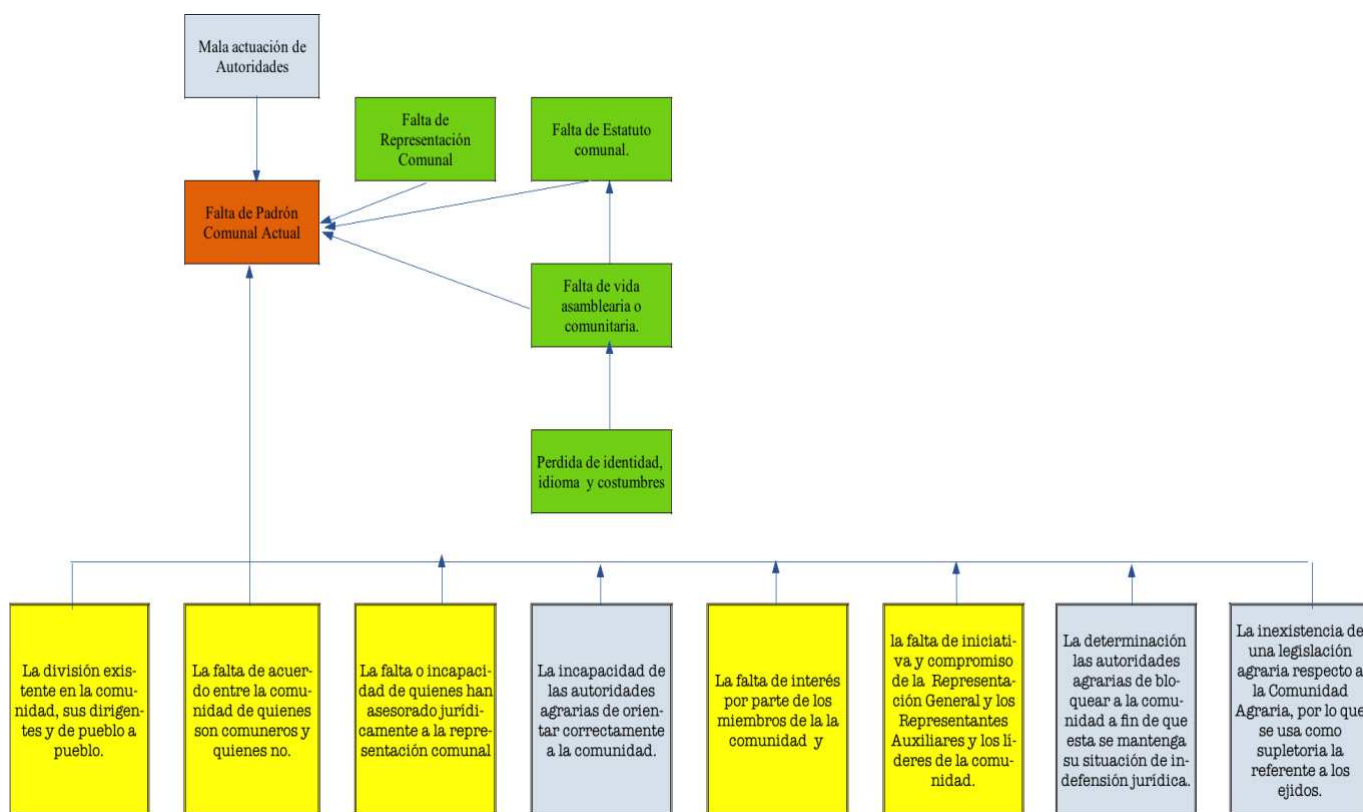 Mala actuación de
Autoridades
Falta de
Representación
Comunal
Falta de Estatuto
comunal.
Falta de Padrón
Comunal Actual
Falta de vida
asamblearia o
comunitaria.
Perdida de identidad,
idioma y costumbres
La división exis-
tente en la comu-
nidad, sus dirigen-
tes y de pueblo a
pueblo.
La falta de acuer-
do entre la comu-
nidad de quienes
son comuneros y
quienes no.
La falta o incapaci-
dad de quienes han
asesorado jurídi-
camente a la repre-
sentación comunal
La incapacidad de
las autoridades
agrarias de orien-
tar correctamente
a la comunidad.
La falta de interés
por parte de los
miembros de la la
comunidad y
la falta de iniciati-
va y compromiso
de la Representa-
ción General y los
Representantes
Auxiliares y los lí-
deres de la comu-
nidad.
La determinación
las autoridades
agrarias de blo-
quear a la comu-
nidad a fin de que
esta se mantenga
su situación de in-
defensión jurídica.
La inexistencia de
una legislación
agraria respecto a
la Comunidad
Agraria, por lo que
se usa como
supletoria la
referente a los
ejidos.